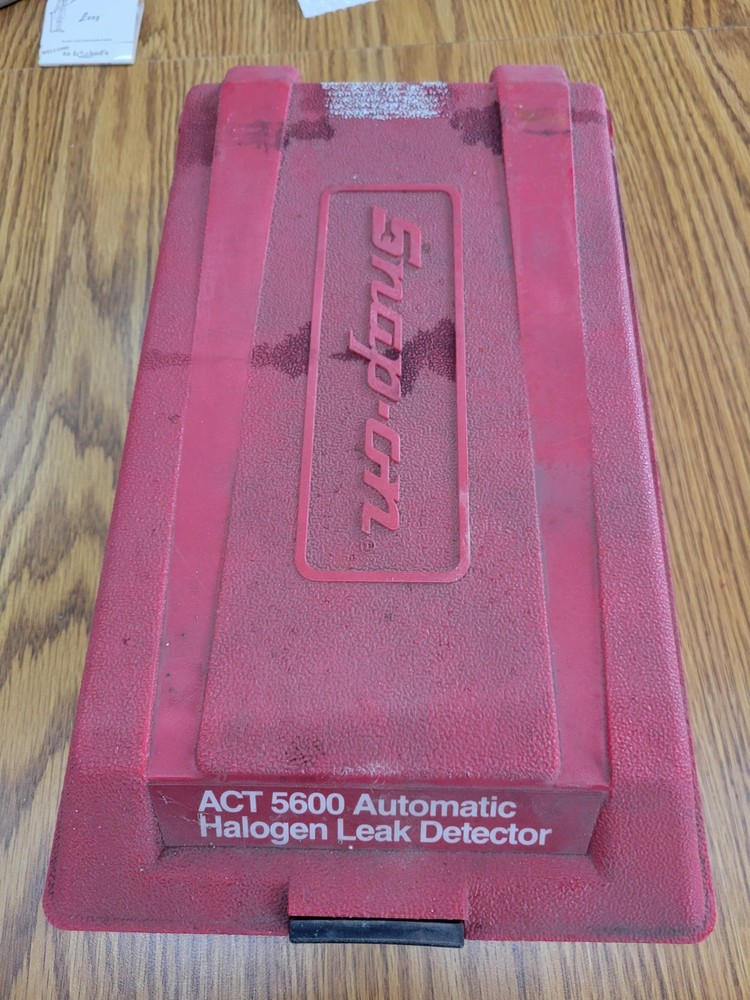 Snap-on®
ACT 5600 Automatic
Halogen Leak Detector